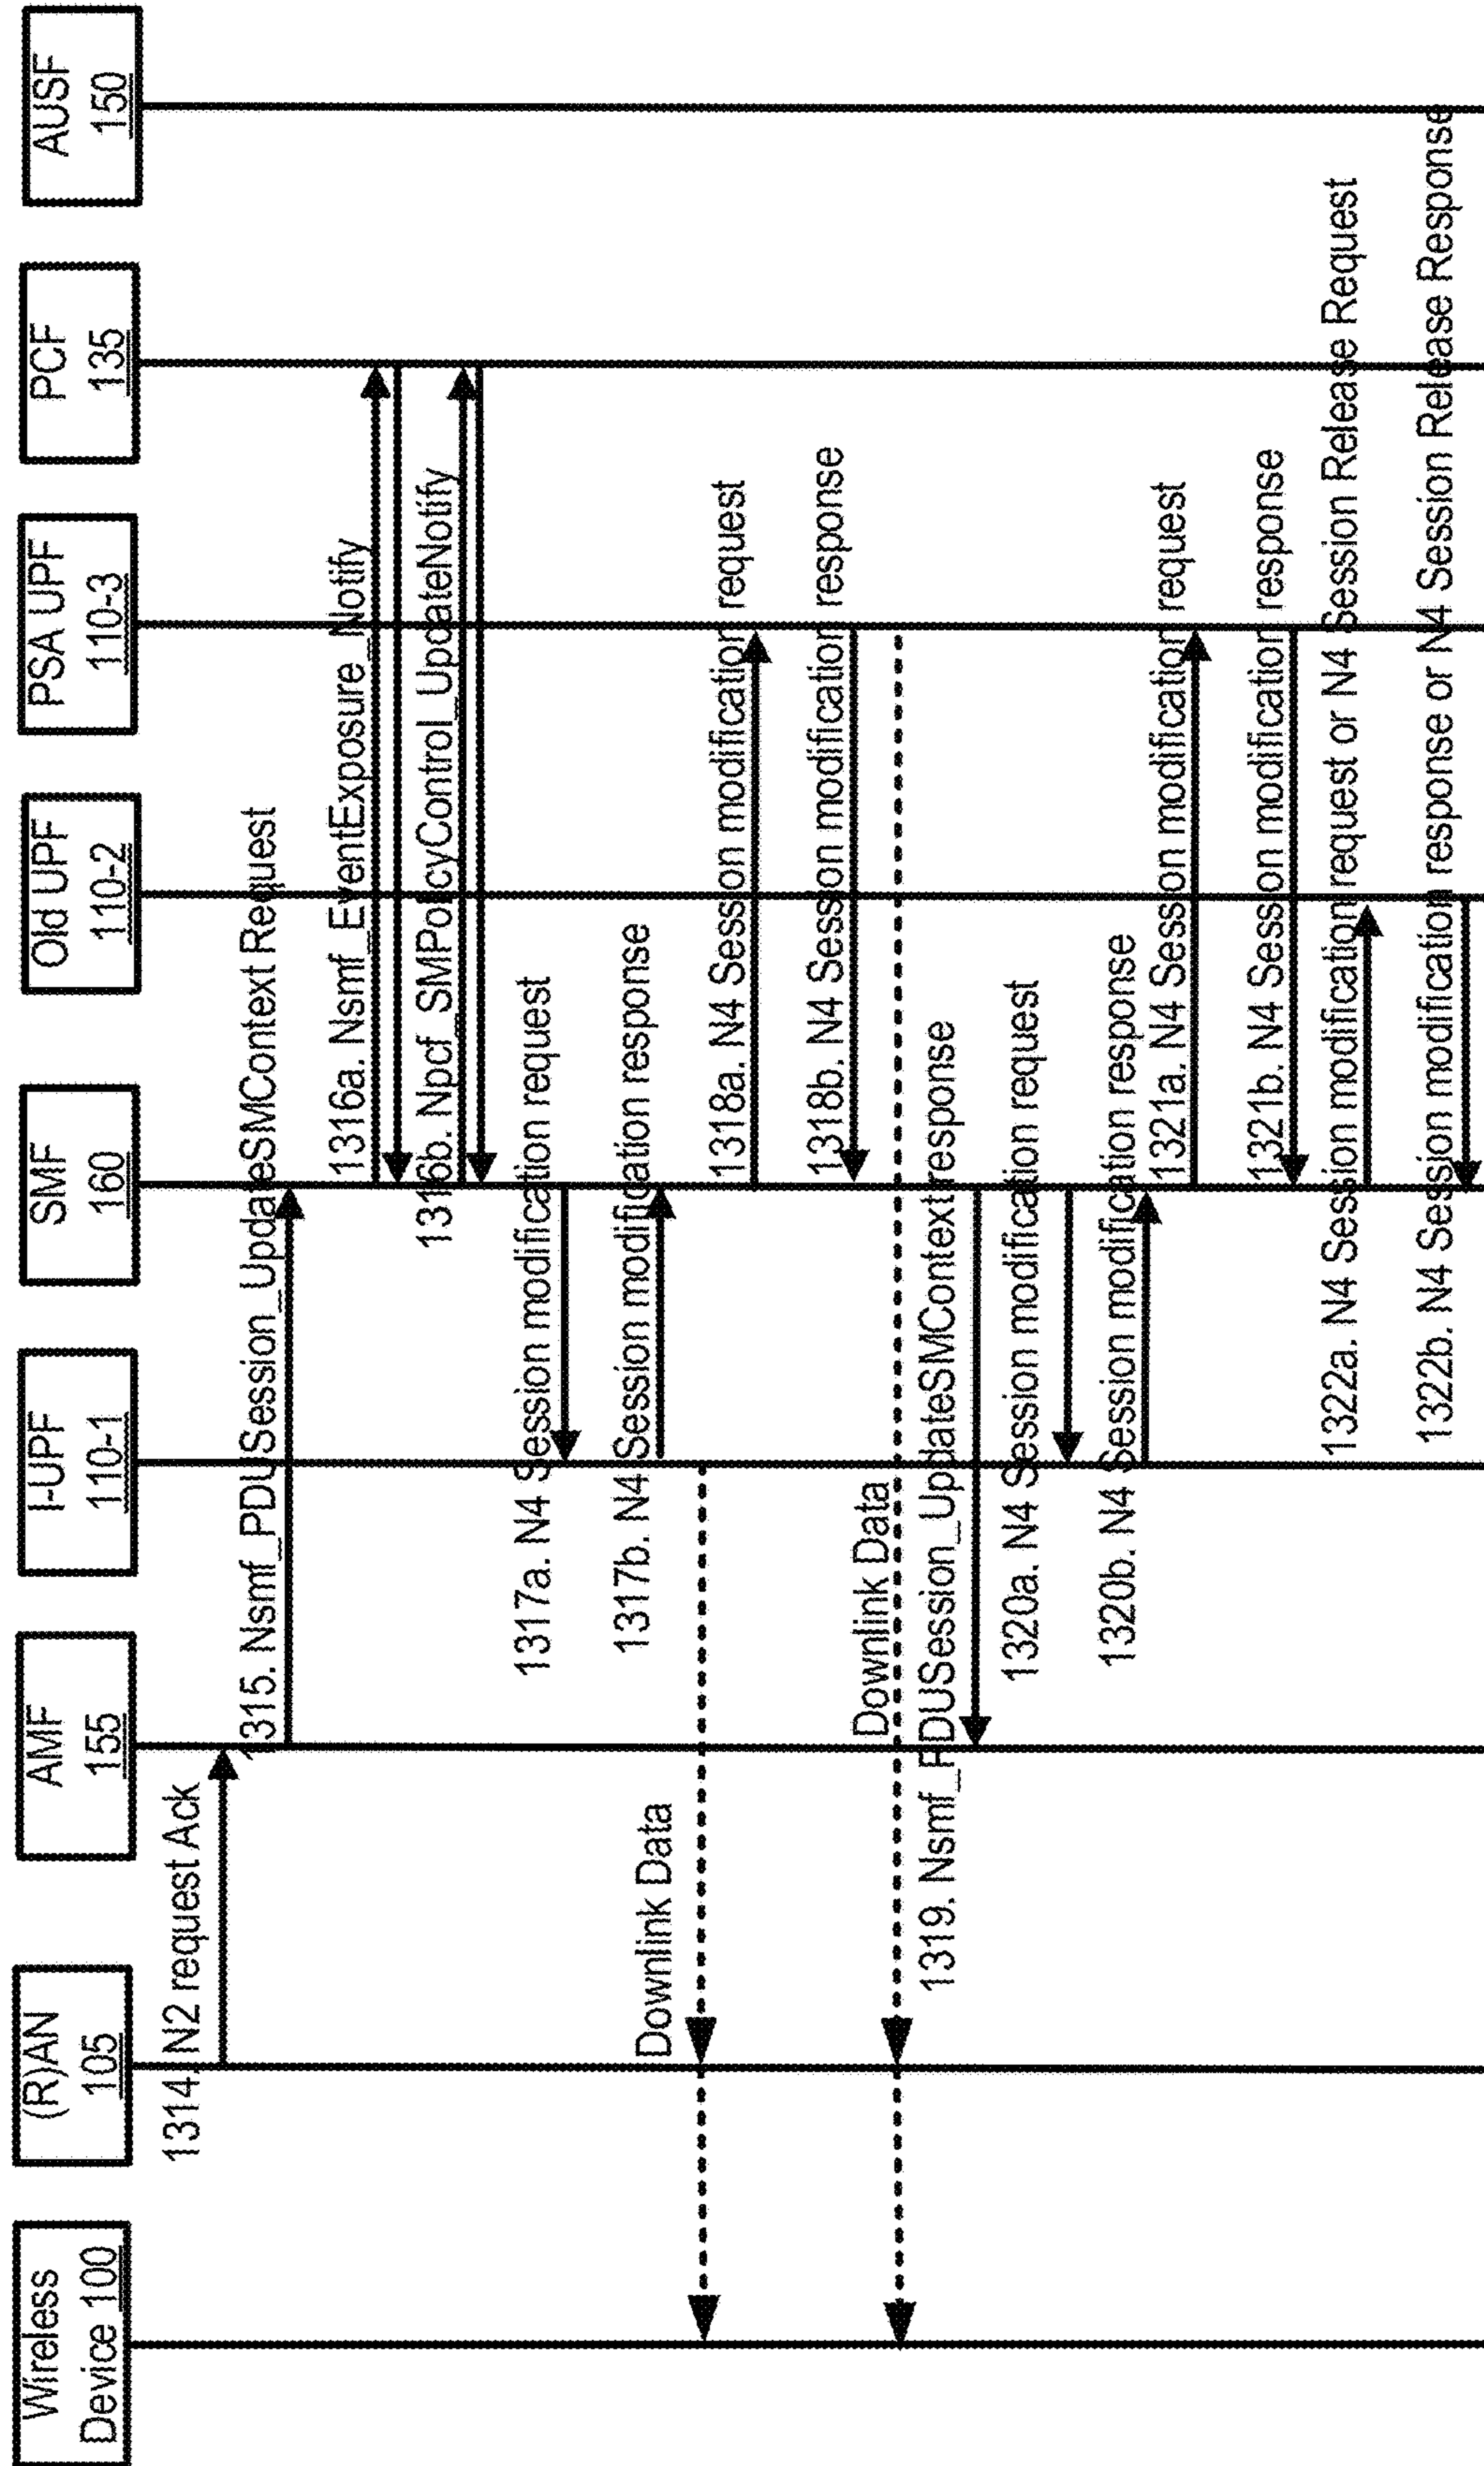 Wireless
Device 100
(R)AN
105
AMF
155
I-UPF
110-1
SMF
160
Old UPF
110-2
PSA UPF
110-3
PCF
135
AUSF
150
1314. N2 request Ack
1315. Nsmf_PDUSession_UpdateSMContext Request
1316a. Nsmf_EventExposure_Notify
1316b. Npcf_SMPolicyControl_UpdateNotify
1317a. N4 Session modification request
1317b. N4 Session modification response
Downlink Data
1318a. N4 Session modification request
1318b. N4 Session modification response
Downlink Data
1319. Nsmf_PDUSession_UpdateSMContext response
1320a. N4 Session modification request
1320b. N4 Session modification response
1321a. N4 Session modification request
1321b. N4 Session modification response
1322a. N4 Session modification request or N4 Session Release Request
1322b. N4 Session modification response or N4 Session Release Response